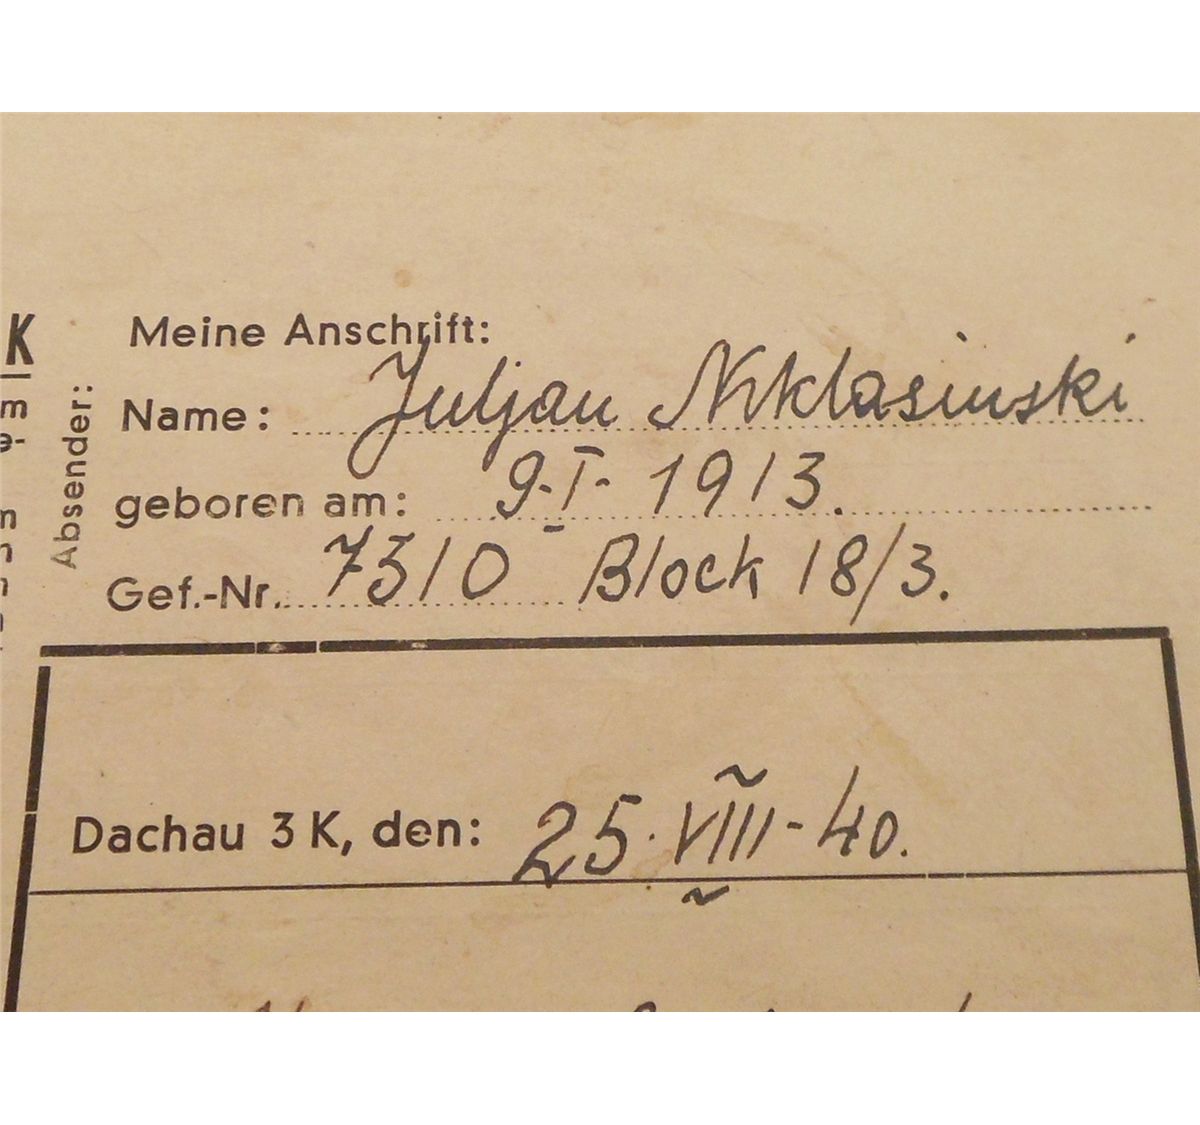 K
Absender:
Meine Anschrift:
Name: Juljan Niklasinski
geboren am: 9-I-1913.
Gef.-Nr. 7310 Block 18/3.
Dachau 3 K, den: 25.VIII-40.